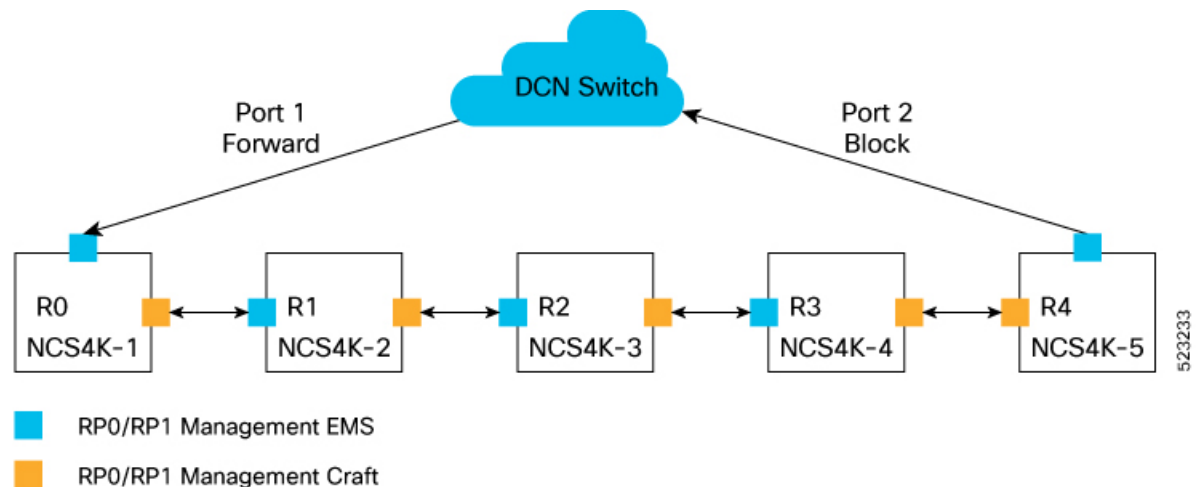 DCN Switch
Port 1
Forward
Port 2
Block
R0
NCS4K-1
R1
NCS4K-2
R2
NCS4K-3
R3
NCS4K-4
R4
NCS4K-5
523233
RP0/RP1 Management EMS
RP0/RP1 Management Craft